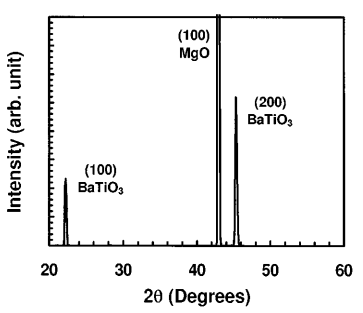 (100)
MgO
(200)
BaTiO₃
(100)
BaTiO₃
Intensity (arb. unit)
20 30 40 50 60
2θ (Degrees)